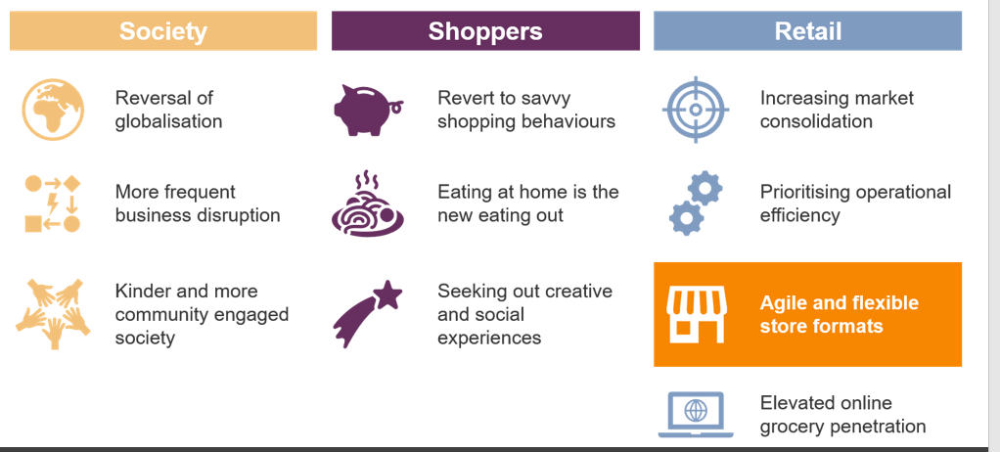 Society
Reversal of
globalisation
More frequent
business disruption
Kinder and more
community engaged
society
Shoppers
Revert to savvy
shopping behaviours
Eating at home is the
new eating out
Seeking out creative
and social
experiences
Retail
Increasing market
consolidation
Prioritising operational
efficiency
Agile and flexible
store formats
Elevated online
grocery penetration